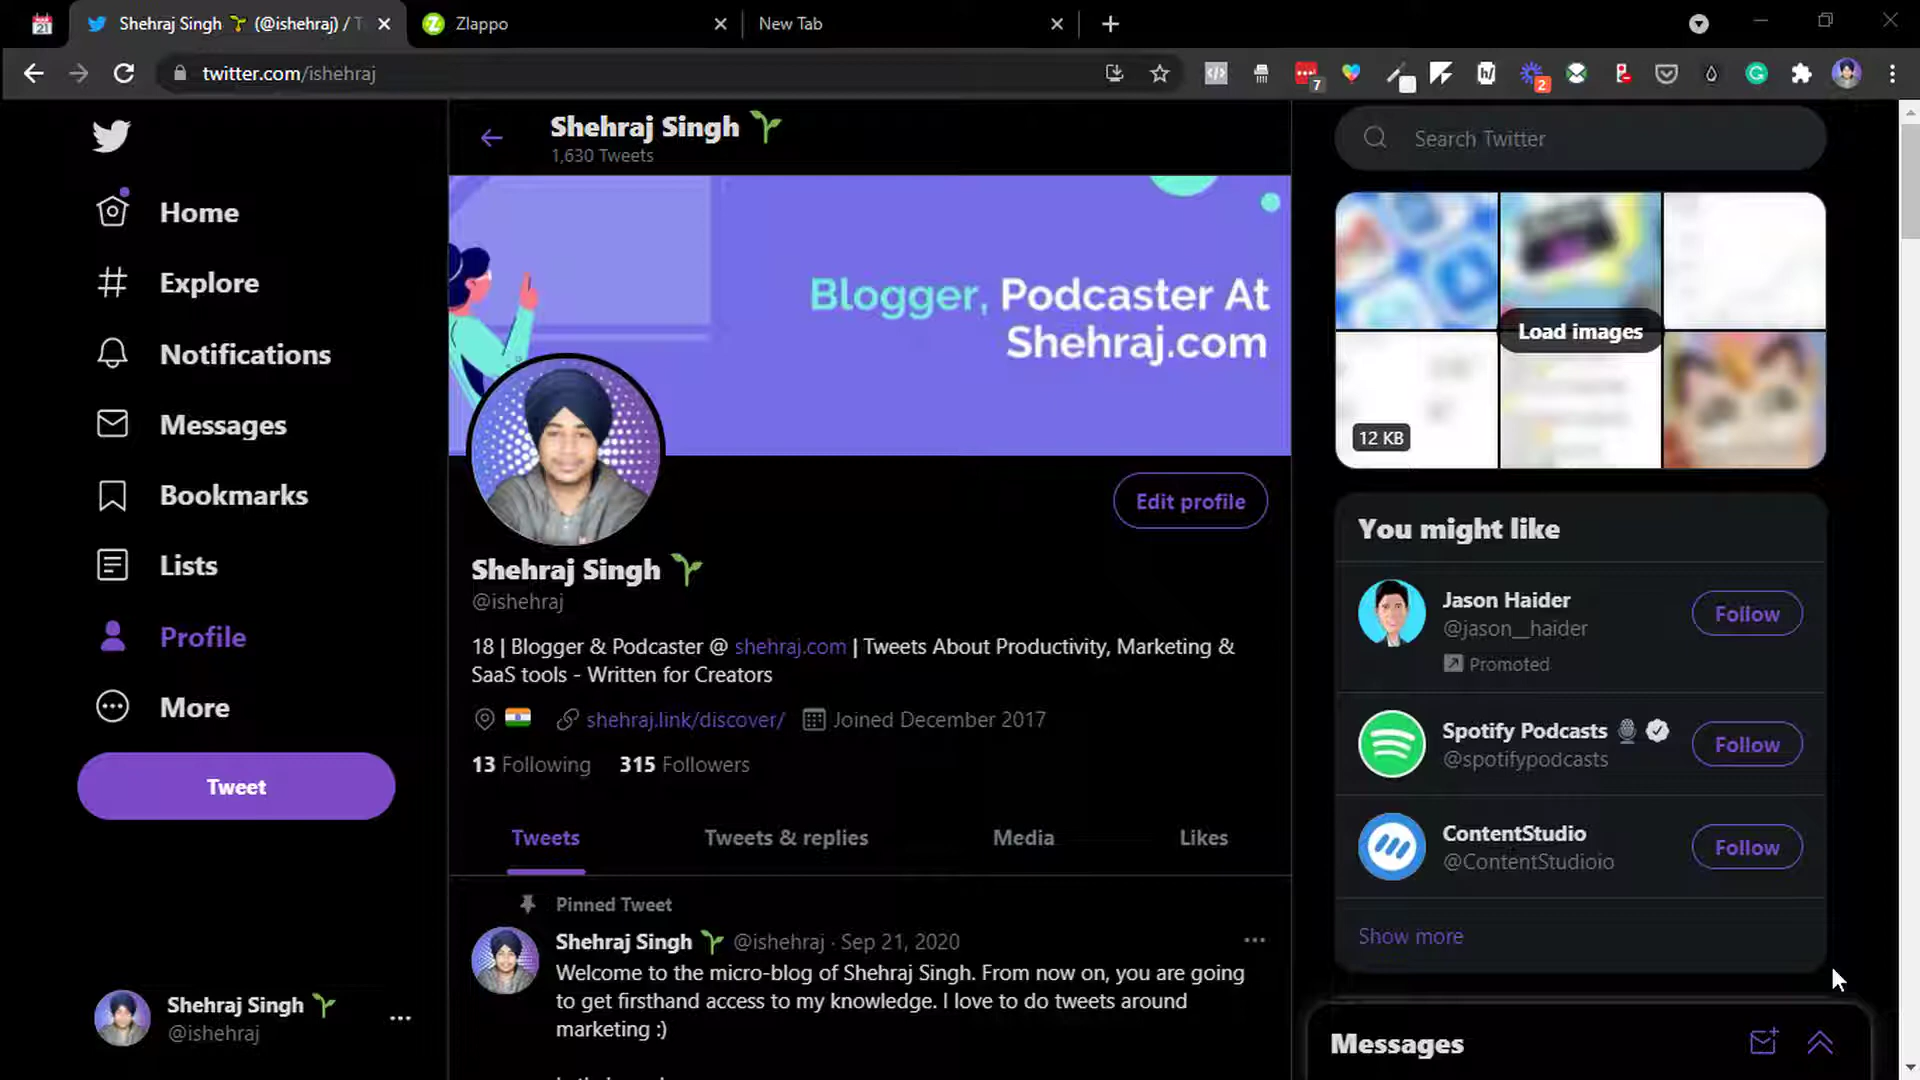 Shehraj Singh (@ishehraj) / T
Zlappo
New Tab
twitter.com/ishehraj
7
2
Home
Explore
Notifications
Messages
Bookmarks
Lists
Profile
More
Tweet
Shehraj Singh
@ishehraj
Shehraj Singh
1,630 Tweets
Blogger, Podcaster At
Shehraj.com
Edit profile
Shehraj Singh
@ishehraj
18 | Blogger & Podcaster @ shehraj.com | Tweets About Productivity, Marketing &
SaaS tools - Written for Creators
shehraj.link/discover/ Joined December 2017
13 Following 315 Followers
Tweets Tweets & replies Media Likes
Pinned Tweet
Shehraj Singh @ishehraj · Sep 21, 2020
Welcome to the micro-blog of Shehraj Singh. From now on, you are going
to get firsthand access to my knowledge. I love to do tweets around
marketing :)
Search Twitter
Load images
12 KB
You might like
Jason Haider
@jason__haider
Promoted
Follow
Spotify Podcasts
@spotifypodcasts
Follow
ContentStudio
@ContentStudioio
Follow
Show more
Messages